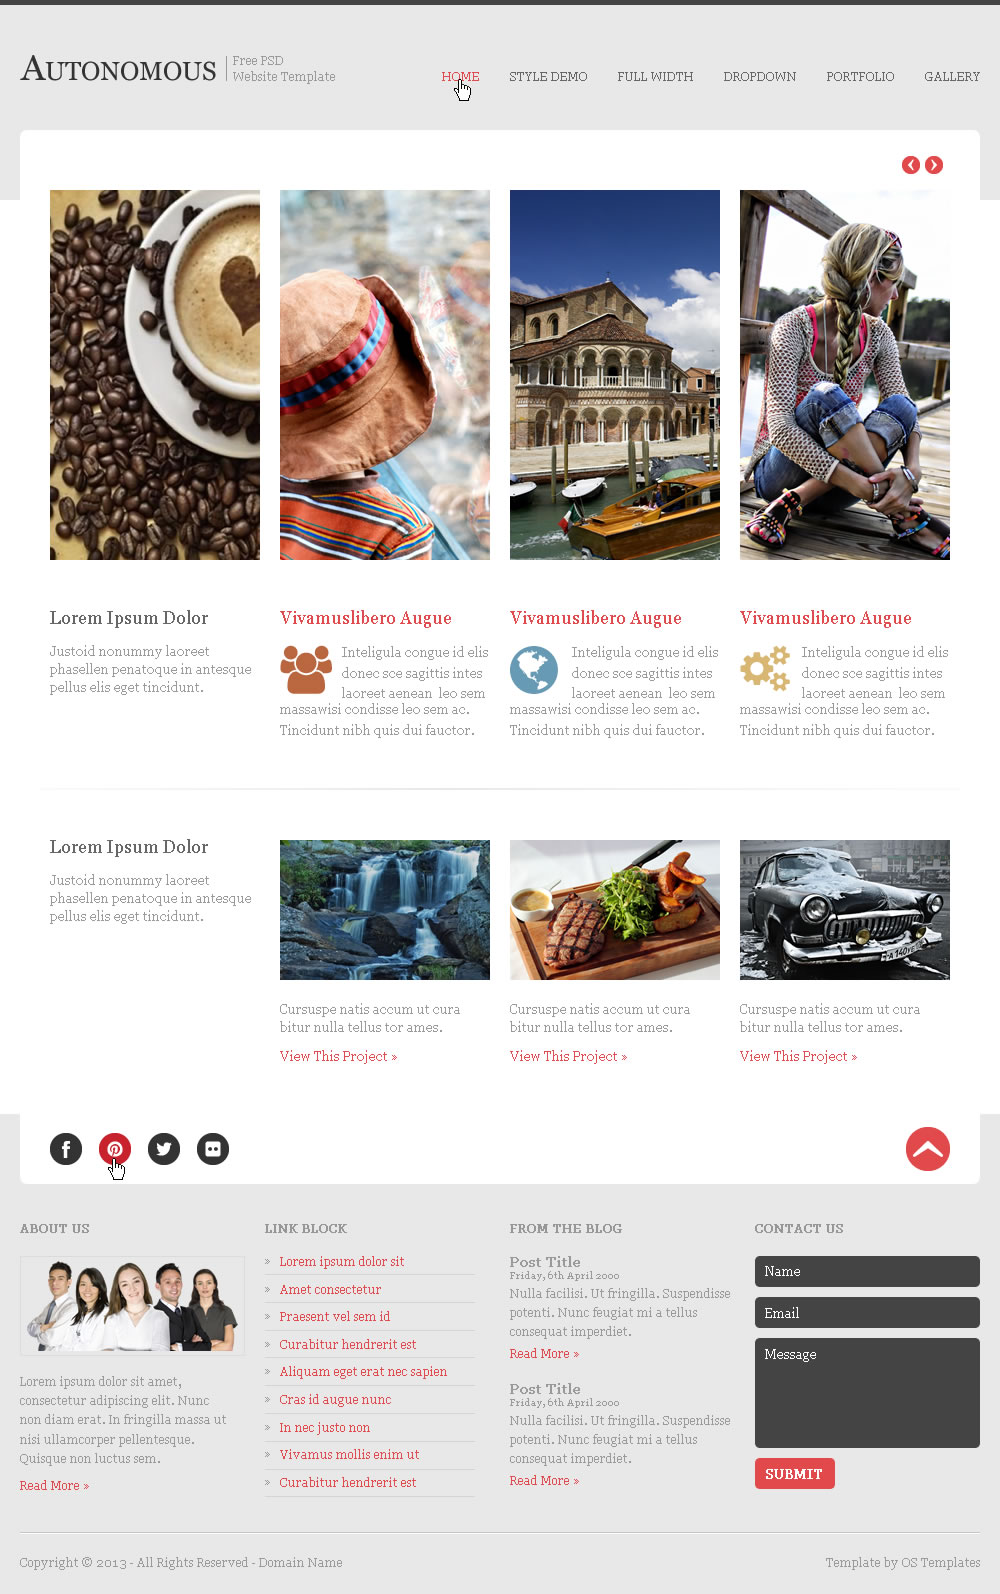 AUTONOMOUS
Free PSD
Website Template
HOME STYLE DEMO FULL WIDTH DROPDOWN PORTFOLIO GALLERY
Lorem Ipsum Dolor
Justoid nonummy laoreet
phasellen penatoque in antesque
pellus elis eget tincidunt.
Vivamuslibero Augue
Inteligula congue id elis
donec sce sagittis intes
laoreet aenean leo sem
massawisi condisse leo sem ac.
Tincidunt nibh quis dui fauctor.
Vivamuslibero Augue
Inteligula congue id elis
donec sce sagittis intes
laoreet aenean leo sem
massawisi condisse leo sem ac.
Tincidunt nibh quis dui fauctor.
Vivamuslibero Augue
Inteligula congue id elis
donec sce sagittis intes
laoreet aenean leo sem
massawisi condisse leo sem ac.
Tincidunt nibh quis dui fauctor.
Lorem Ipsum Dolor
Justoid nonummy laoreet
phasellen penatoque in antesque
pellus elis eget tincidunt.
Cursuspe natis accum ut cura
bitur nulla tellus tor ames.
View This Project »
Cursuspe natis accum ut cura
bitur nulla tellus tor ames.
View This Project »
Cursuspe natis accum ut cura
bitur nulla tellus tor ames.
View This Project »
ABOUT US
Lorem ipsum dolor sit amet,
consectetur adipiscing elit. Nunc
non diam erat. In fringilla massa ut
nisi ullamcorper pellentesque.
Quisque non luctus sem.
Read More »
LINK BLOCK
» Lorem ipsum dolor sit
» Amet consectetur
» Praesent vel sem id
» Curabitur hendrerit est
» Aliquam eget erat nec sapien
» Cras id augue nunc
» In nec justo non
» Vivamus mollis enim ut
» Curabitur hendrerit est
FROM THE BLOG
Post Title
Friday, 6th April 2000
Nulla facilisi. Ut fringilla. Suspendisse
potenti. Nunc feugiat mi a tellus
consequat imperdiet.
Read More »
Post Title
Friday, 6th April 2000
Nulla facilisi. Ut fringilla. Suspendisse
potenti. Nunc feugiat mi a tellus
consequat imperdiet.
Read More »
CONTACT US
Name
Email
Message
SUBMIT
Copyright © 2013 - All Rights Reserved - Domain Name
Template by OS Templates